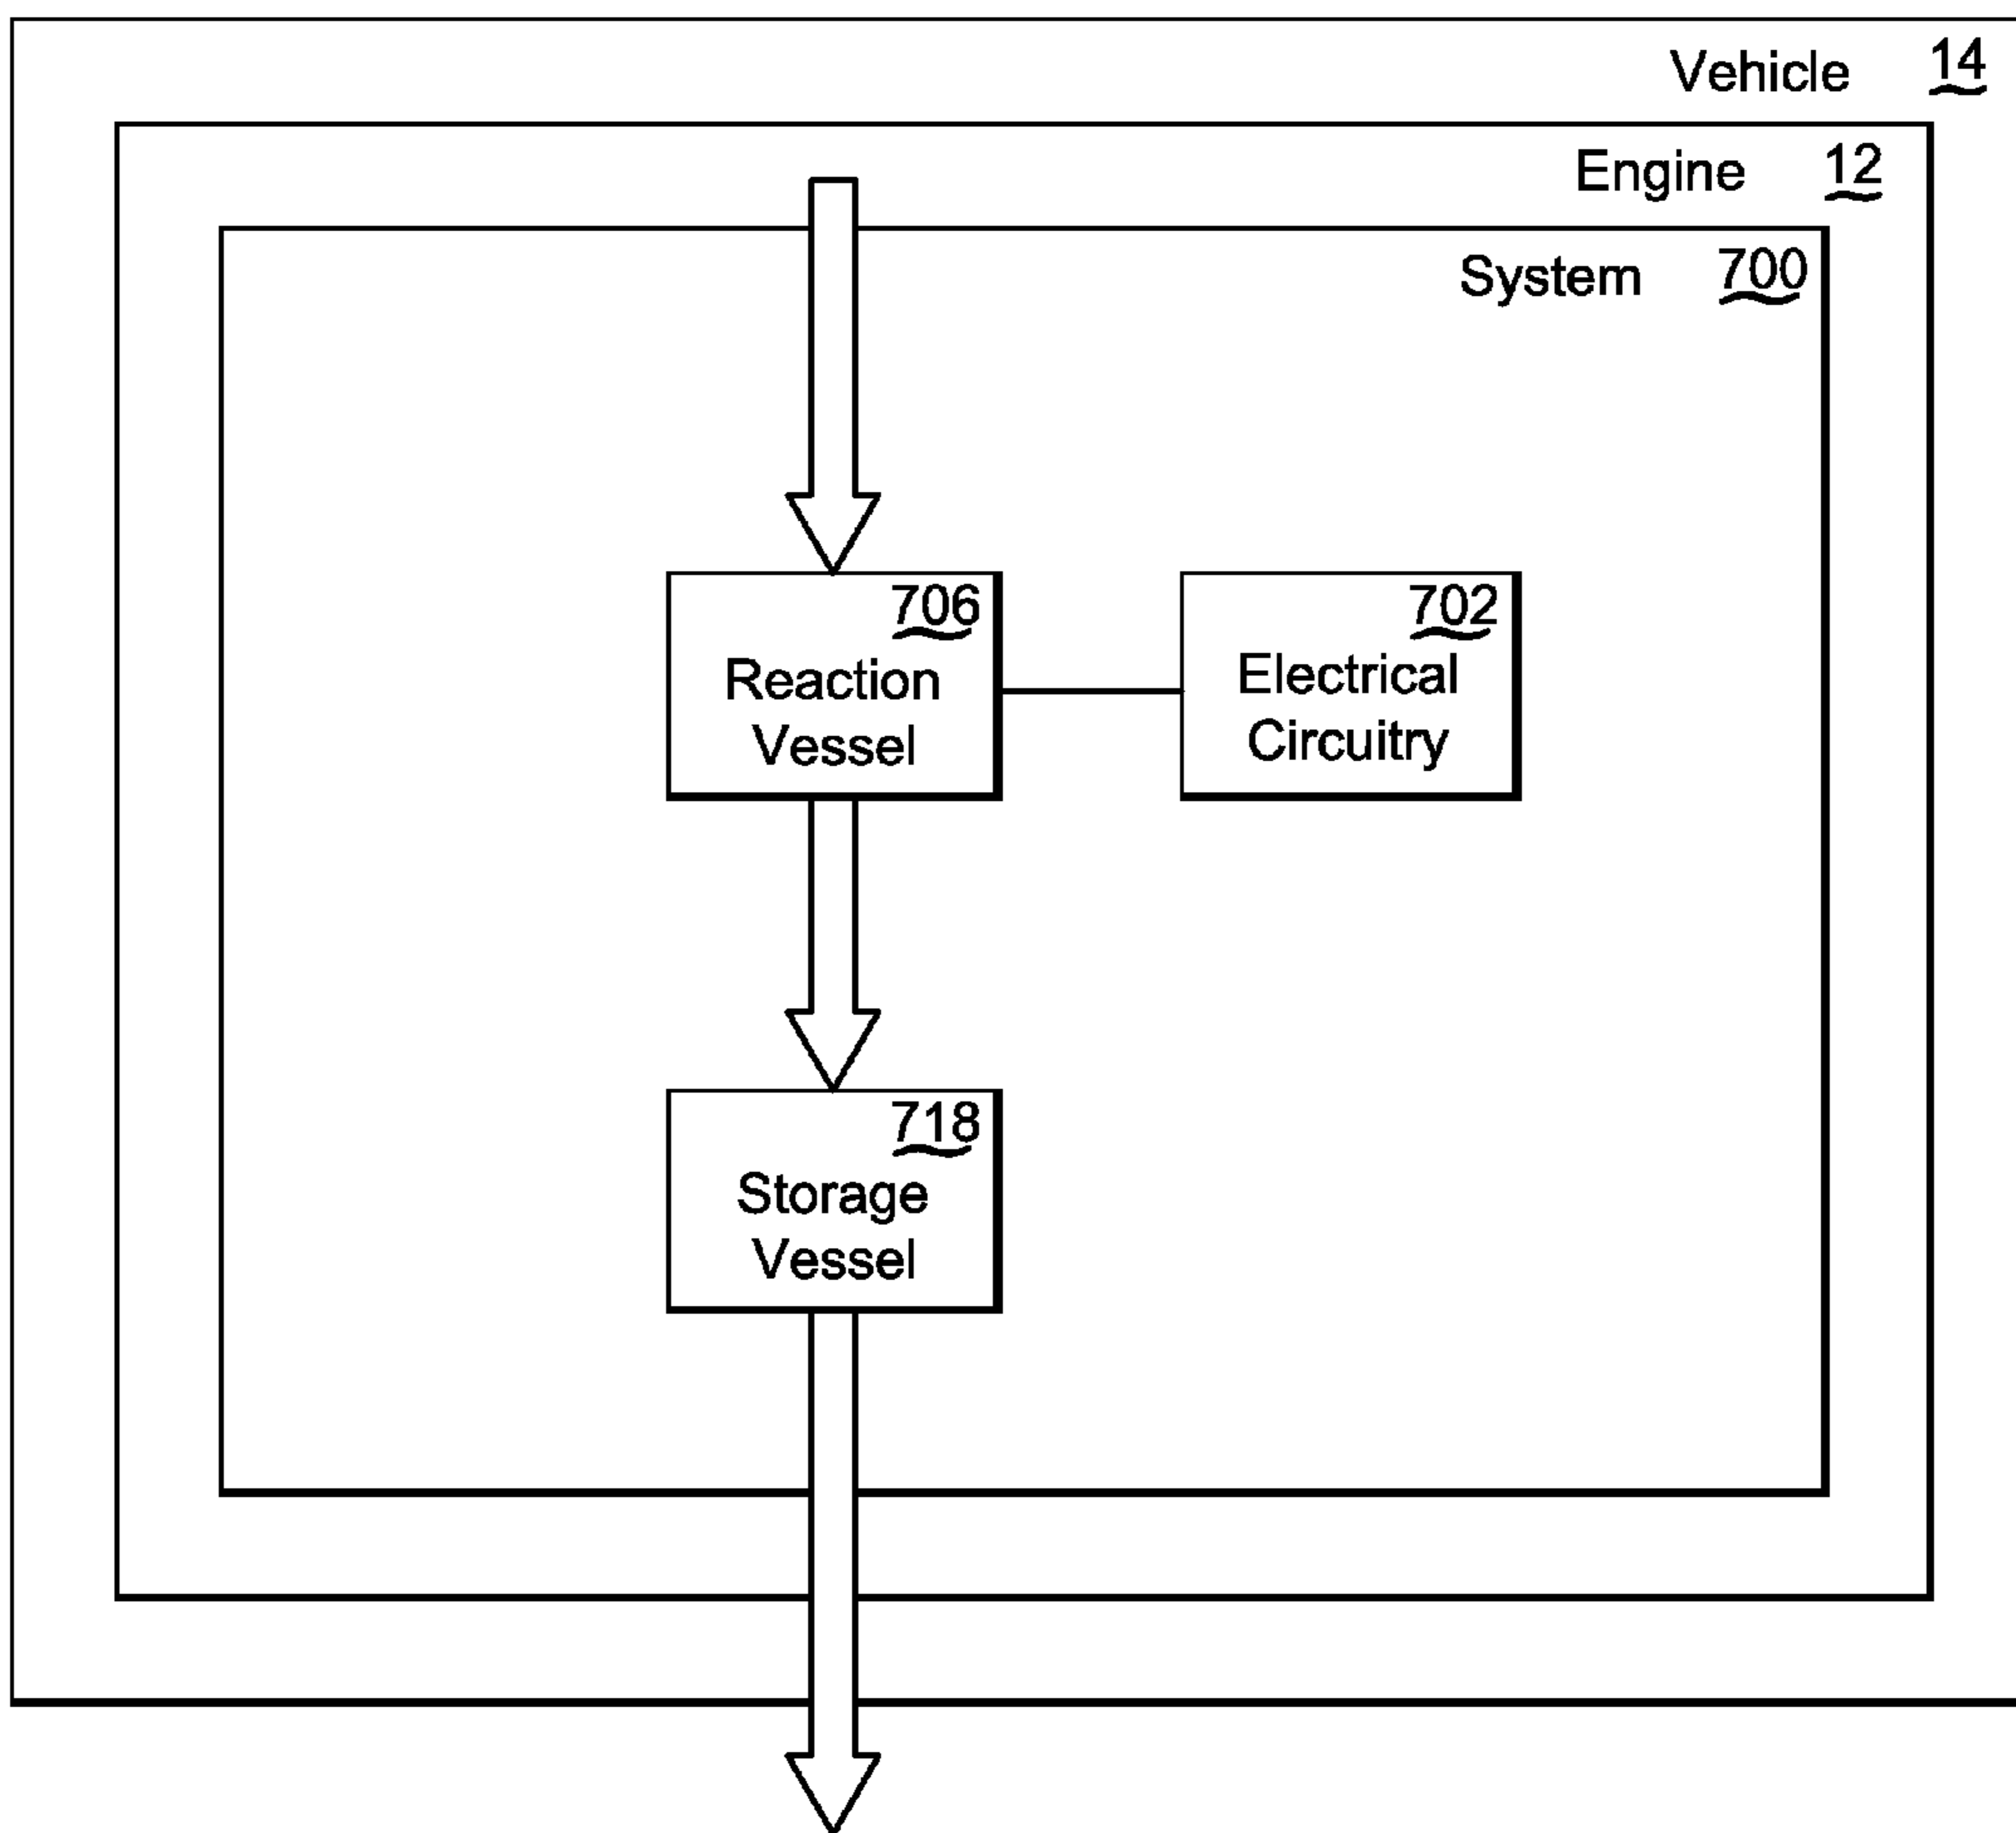 Vehicle 14
Engine 12
System 700
706
Reaction
Vessel
702
Electrical
Circuitry
718
Storage
Vessel